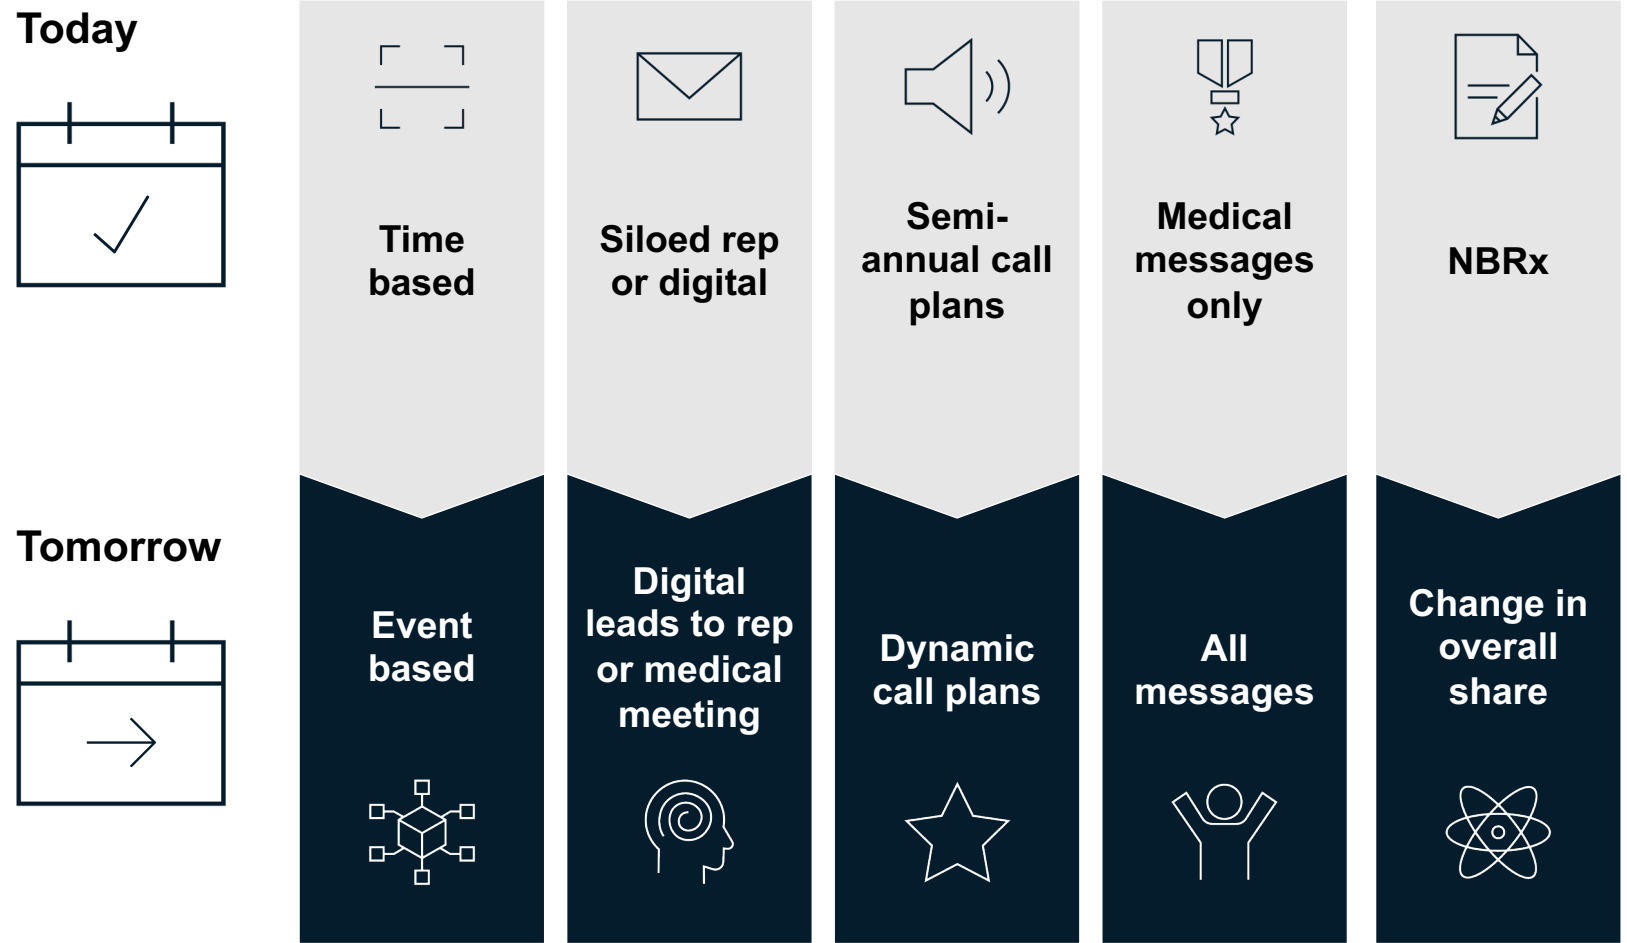 Today
Time
based
Siloed rep
or digital
Semi-
annual call
plans
Medical
messages
only
NBRx
Tomorrow
Event
based
Digital
leads to rep
or medical
meeting
Dynamic
call plans
All
messages
Change in
overall
share